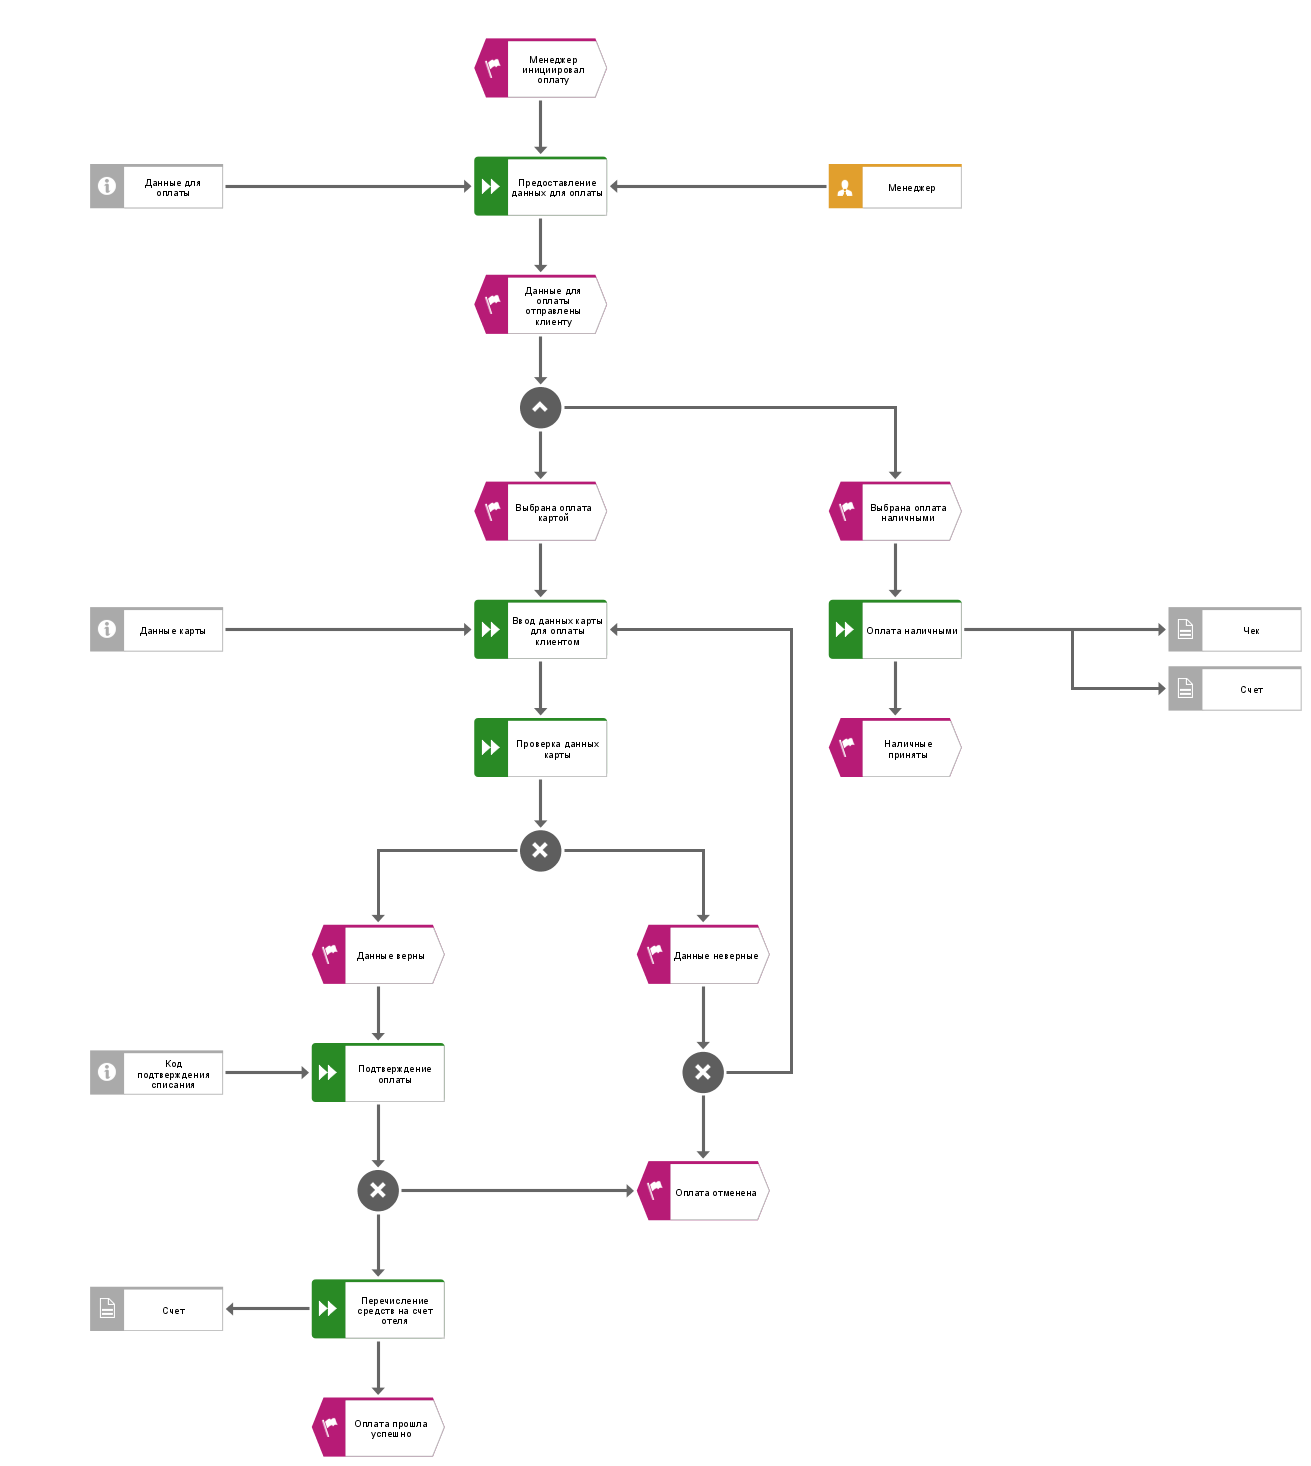 Менеджер
инициировал
оплату
Данные для
оплаты
Предоставление
данных для оплаты
Менеджер
Данные для
оплаты
отправлены
клиенту
Выбрана оплата
картой
Выбрана оплата
наличными
Данные карты
Ввод данных карты
для оплаты
клиентом
Оплата наличными
Чек
Счет
Проверка данных
карты
Наличные
приняты
Данные верны
Данные неверные
Код
подтверждения
списания
Подтверждение
оплаты
Оплата отменена
Счет
Перечисление
средств на счет
отеля
Оплата прошла
успешно